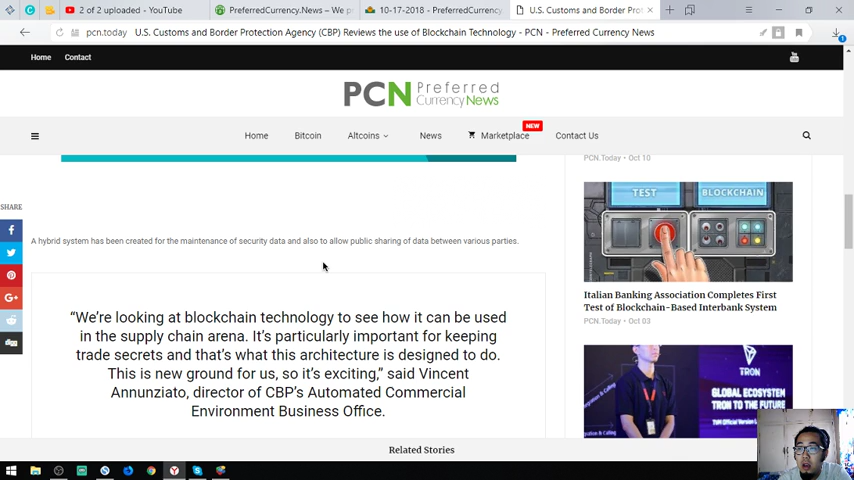 2 of 2 uploaded - YouTube
PreferredCurrency.News – We p
10-17-2018 - PreferredCurrency
U.S. Customs and Border Prot
pcn.today
U.S. Customs and Border Protection Agency (CBP) Reviews the use of Blockchain Technology - PCN - Preferred Currency News
Home
Contact
PCN Preferred
Currency News
Home
Bitcoin
Altcoins
News
Marketplace
NEW
Contact Us
SHARE
A hybrid system has been created for the maintenance of security data and also to allow public sharing of data between various parties.
“We’re looking at blockchain technology to see how it can be used
in the supply chain arena. It’s particularly important for keeping
trade secrets and that’s what this architecture is designed to do.
This is new ground for us, so it’s exciting,” said Vincent
Annunziato, director of CBP’s Automated Commercial
Environment Business Office.
PCN.Today • Oct 10
TEST
BLOCKCHAIN
Italian Banking Association Completes First
Test of Blockchain-Based Interbank System
PCN.Today • Oct 03
TRON
GLOBAL ECOSYSTEM
TRON TO THE FUTURE
Related Stories